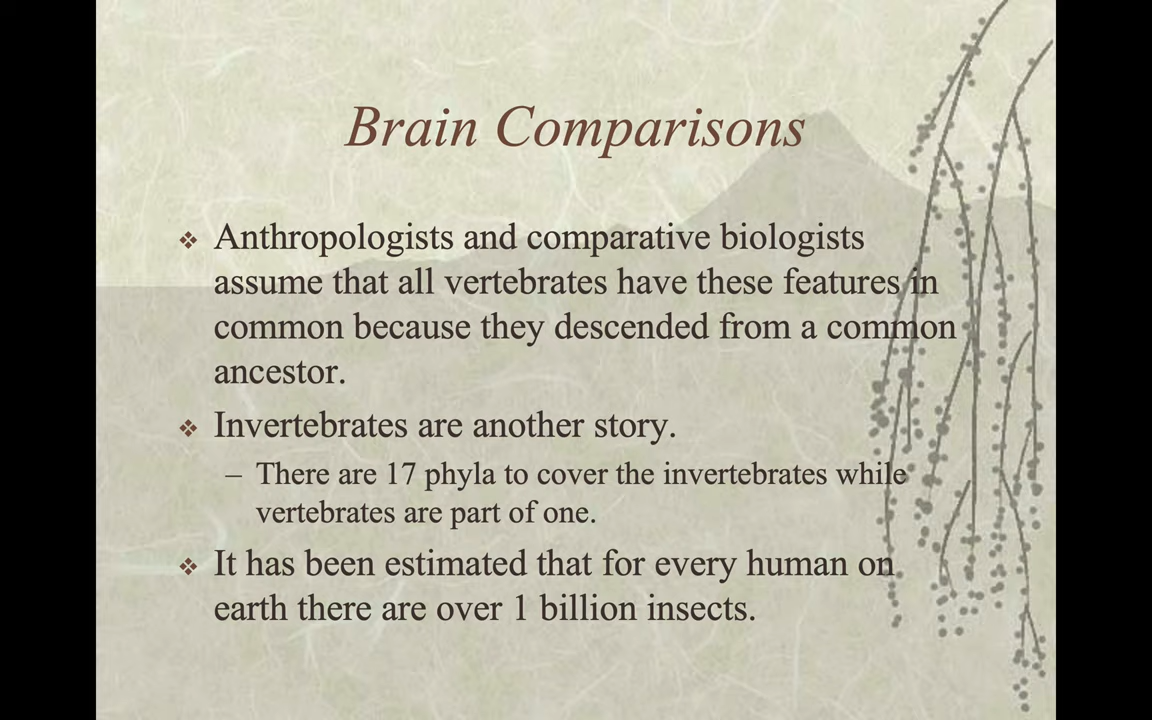 Brain Comparisons
❖ Anthropologists and comparative biologists
assume that all vertebrates have these features in
common because they descended from a common
ancestor.
❖ Invertebrates are another story.
– There are 17 phyla to cover the invertebrates while
vertebrates are part of one.
❖ It has been estimated that for every human on
earth there are over 1 billion insects.